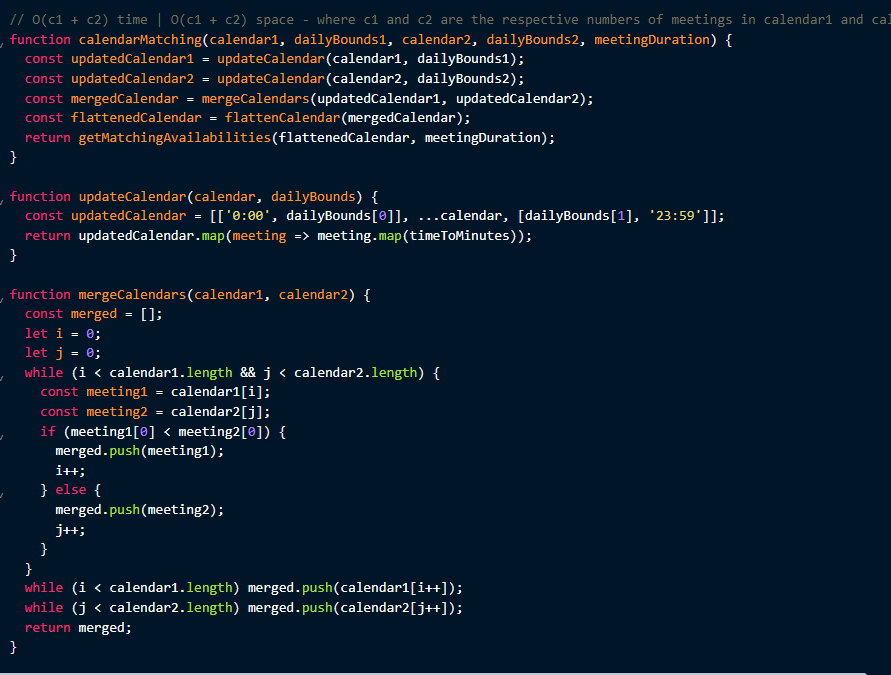 // O(c1 + c2) time | O(c1 + c2) space - where c1 and c2 are the respective numbers of meetings in calendar1 and
function calendarMatching(calendar1, dailyBounds1, calendar2, dailyBounds2, meetingDuration) {
  const updatedCalendar1 = updateCalendar(calendar1, dailyBounds1);
  const updatedCalendar2 = updateCalendar(calendar2, dailyBounds2);
  const mergedCalendar = mergeCalendars(updatedCalendar1, updatedCalendar2);
  const flattenedCalendar = flattenCalendar(mergedCalendar);
  return getMatchingAvailabilities(flattenedCalendar, meetingDuration);
}

function updateCalendar(calendar, dailyBounds) {
  const updatedCalendar = [['0:00', dailyBounds[0]], ...calendar, [dailyBounds[1], '23:59']];
  return updatedCalendar.map(meeting => meeting.map(timeToMinutes));
}

function mergeCalendars(calendar1, calendar2) {
  const merged = [];
  let i = 0;
  let j = 0;
  while (i < calendar1.length && j < calendar2.length) {
    const meeting1 = calendar1[i];
    const meeting2 = calendar2[j];
    if (meeting1[0] < meeting2[0]) {
      merged.push(meeting1);
      i++;
    } else {
      merged.push(meeting2);
      j++;
    }
  }
  while (i < calendar1.length) merged.push(calendar1[i++]);
  while (j < calendar2.length) merged.push(calendar2[j++]);
  return merged;
}